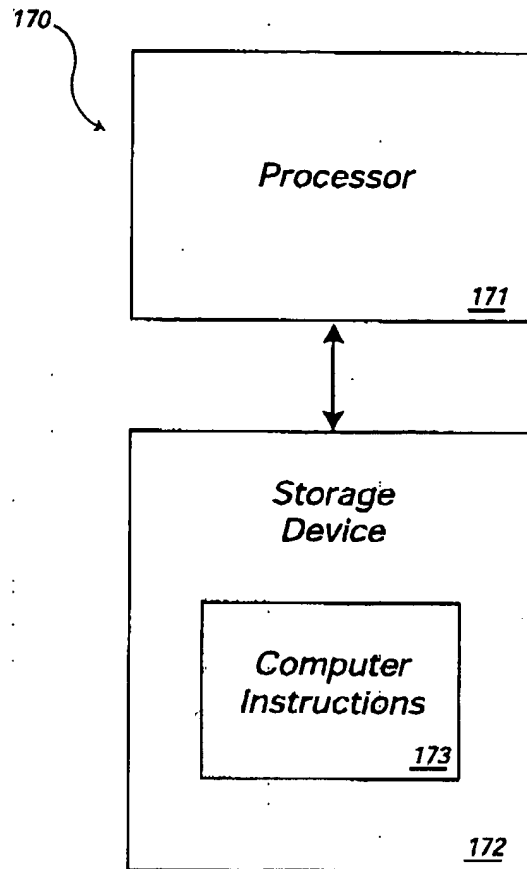 170
Processor
171
Storage
Device
Computer
Instructions
173
172